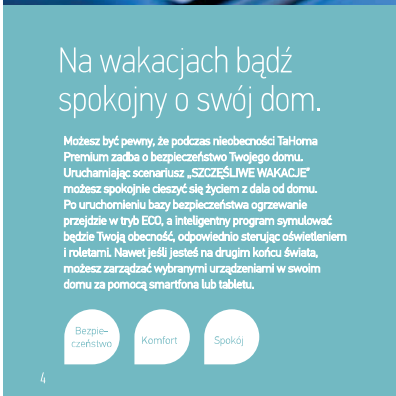 Na wakacjach bądź
spokojny o swój dom.
Możesz być pewny, że podczas nieobecności TaHoma
Premium zadba o bezpieczeństwo Twojego domu.
Uruchamiając scenariusz „SZCZĘŚLIWE WAKACJE”
możesz spokojnie cieszyć się życiem z dala od domu.
Po uruchomieniu bazy bezpieczeństwa ogrzewanie
przejdzie w tryb ECO, a inteligentny program symulować
będzie Twoją obecność, odpowiednio sterując oświetleniem
i roletami. Nawet jeśli jesteś na drugim końcu świata,
możesz zarządzać wybranymi urządzeniami w swoim
domu za pomocą smartfona lub tabletu.
Bezpie-
czeństwo
Komfort
Spokój
4